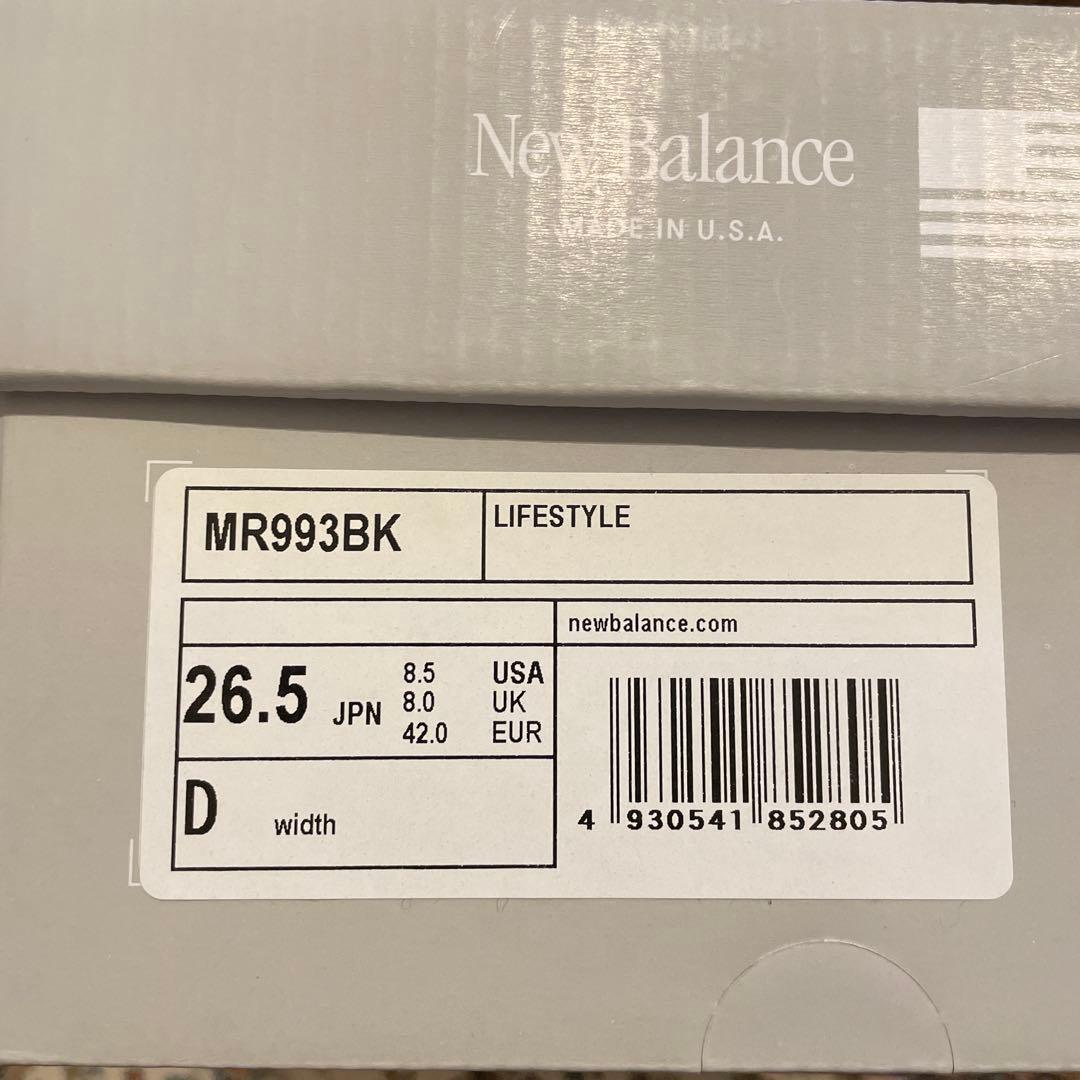 New Balance
MADE IN U.S.A.
MR993BK
LIFESTYLE
newbalance.com
26.5 JPN
8.5 USA
8.0 UK
42.0 EUR
D width
4 930541 852805